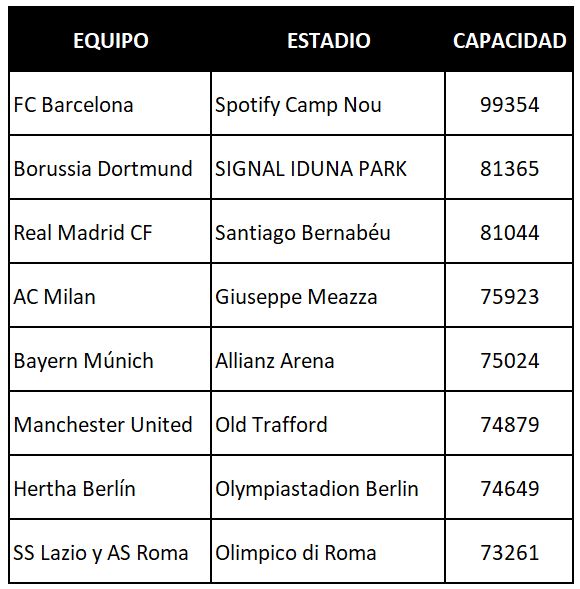 EQUIPO ESTADIO CAPACIDAD
FC Barcelona Spotify Camp Nou 99354
Borussia Dortmund SIGNAL IDUNA PARK 81365
Real Madrid CF Santiago Bernabéu 81044
AC Milan Giuseppe Meazza 75923
Bayern Múnich Allianz Arena 75024
Manchester United Old Trafford 74879
Hertha Berlín Olympiastadion Berlin 74649
SS Lazio y AS Roma Olimpico di Roma 73261